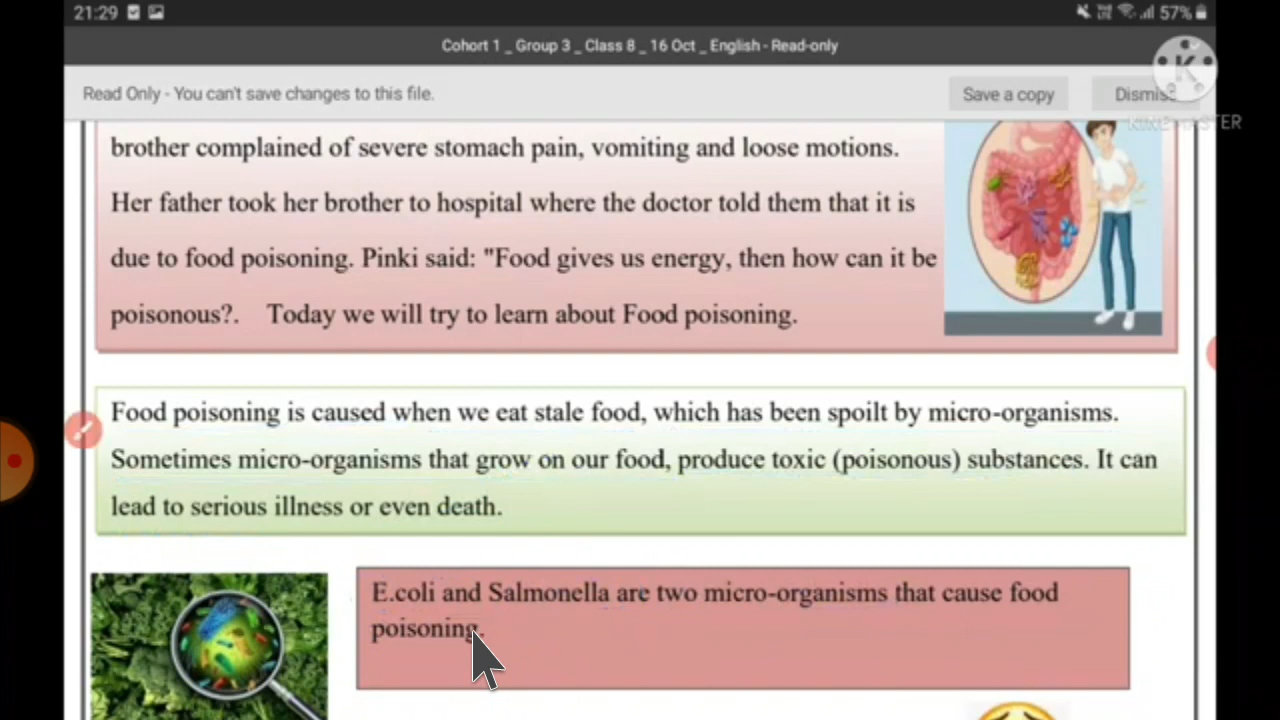 21:29
57%
Cohort 1 _ Group 3 _ Class 8 _ 16 Oct _ English - Read-only
Read Only - You can't save changes to this file.
Save a copy
K
KINEMASTER
brother complained of severe stomach pain, vomiting and loose motions.
Her father took her brother to hospital where the doctor told them that it is
due to food poisoning. Pinki said: "Food gives us energy, then how can it be
poisonous?. Today we will try to learn about Food poisoning.
Food poisoning is caused when we eat stale food, which has been spoilt by micro-organisms.
Sometimes micro-organisms that grow on our food, produce toxic (poisonous) substances. It can
lead to serious illness or even death.
E.coli and Salmonella are two micro-organisms that cause food
poisoning.